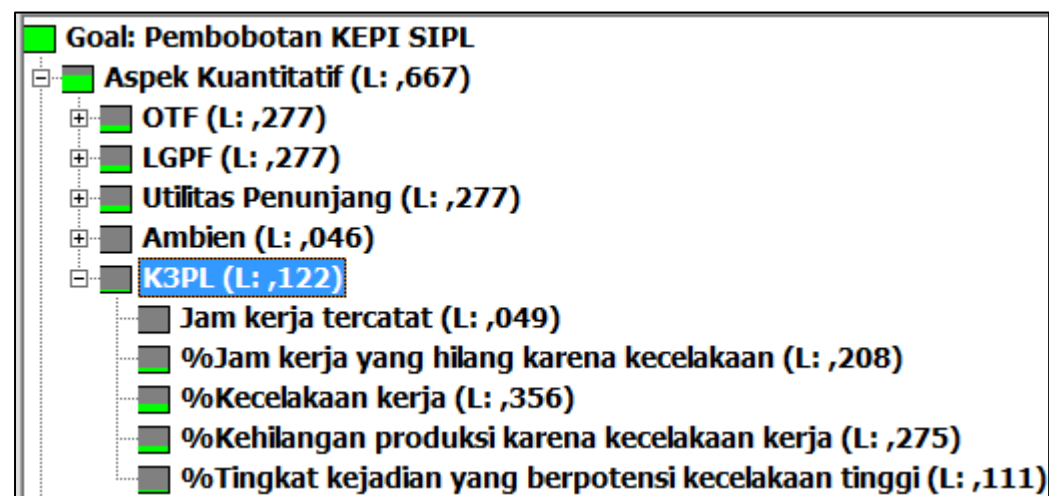 Goal: Pembobotan KEPI SIPL
Aspek Kuantitatif (L: ,667)
OTF (L: ,277)
LGPF (L: ,277)
Utilitas Penunjang (L: ,277)
Ambien (L: ,046)
K3PL (L: ,122)
Jam kerja tercatat (L: ,049)
%Jam kerja yang hilang karena kecelakaan (L: ,208)
%Kecelakaan kerja (L: ,356)
%Kehilangan produksi karena kecelakaan kerja (L: ,275)
%Tingkat kejadian yang berpotensi kecelakaan tinggi (L: ,111)